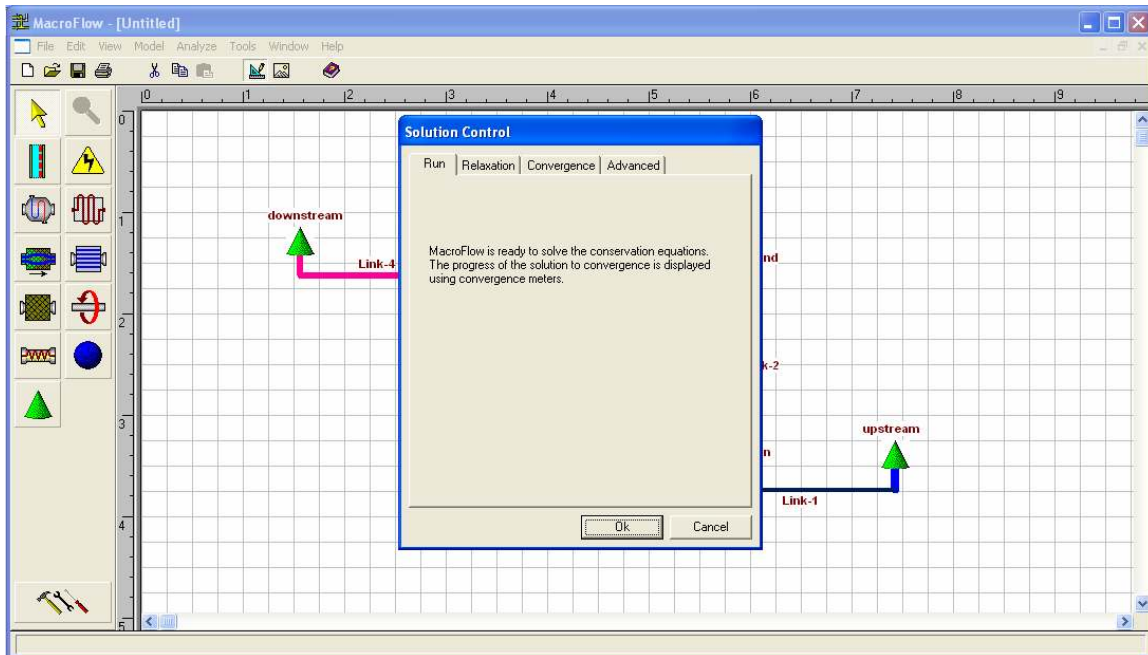 MacroFlow - [Untitled]
File Edit View Model Analyze Tools Window Help
0 1 2 3 4 5 6 7 8 9
0
1
2
3
4
5
Solution Control
Run Relaxation Convergence Advanced
MacroFlow is ready to solve the conservation equations.
The progress of the solution to convergence is displayed
using convergence meters.
Ok Cancel
downstream
Link-4
nd
k-2
upstream
n
Link-1